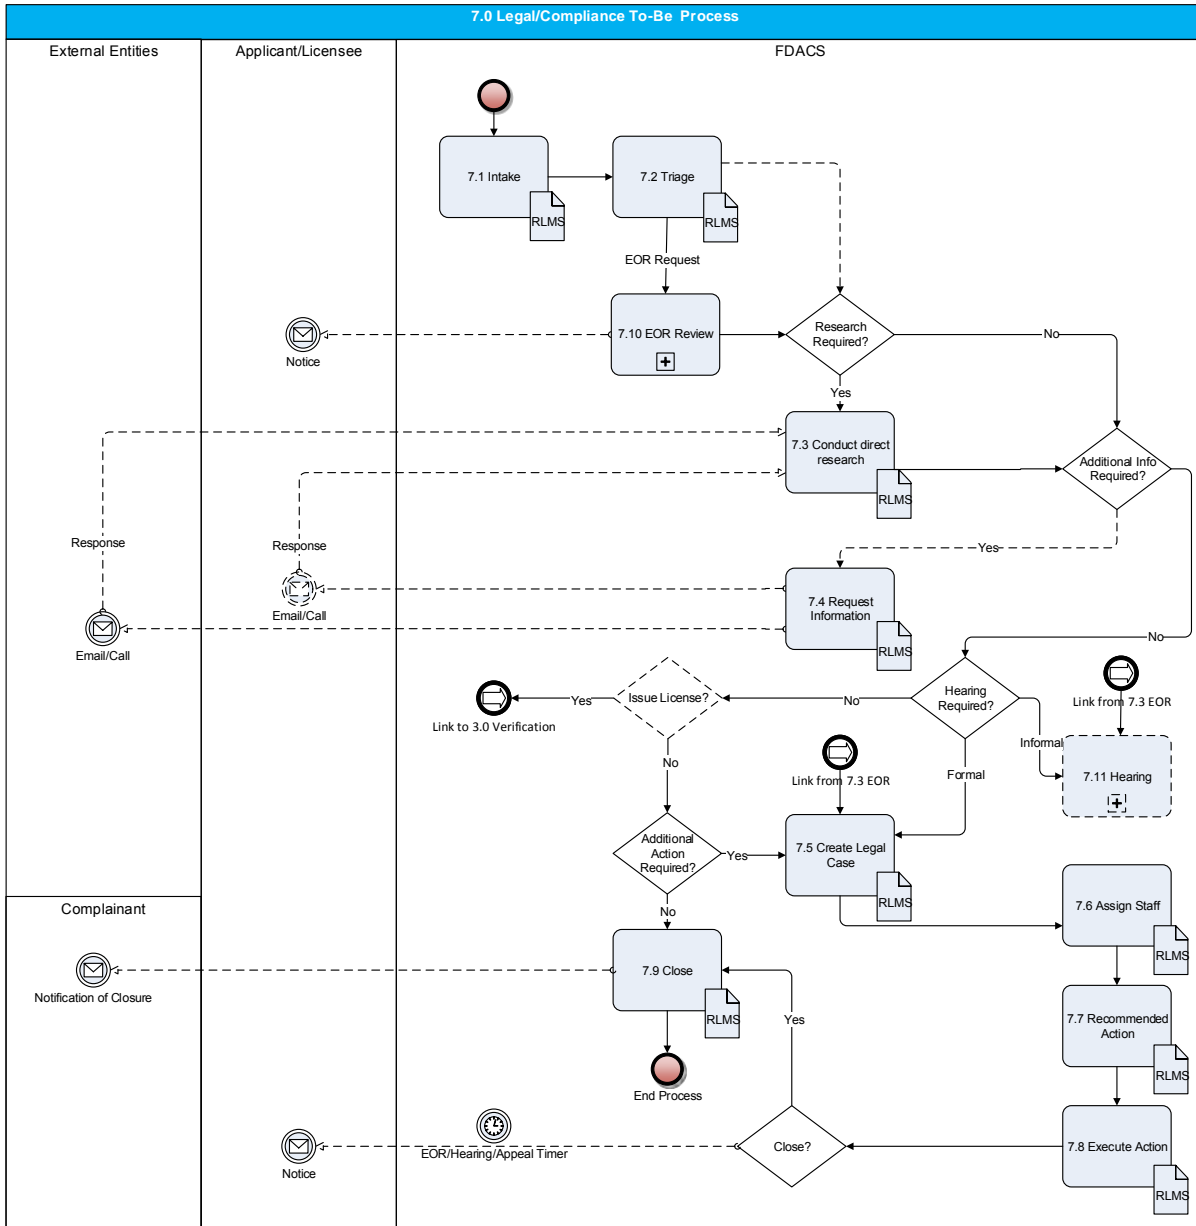 7.0 Legal/Compliance To-Be Process
External Entities
Applicant/Licensee
FDACS
7.1 Intake
RLMS
7.2 Triage
RLMS
EOR Request
7.10 EOR Review
Notice
Research
Required?
No
Yes
7.3 Conduct direct
research
RLMS
Additional Info
Required?
Response
Response
Yes
7.4 Request
Information
RLMS
Email/Call
Email/Call
No
Hearing
Required?
Issue License?
Yes
No
Link to 3.0 Verification
Link from 7.3 EOR
Informal
7.11 Hearing
Formal
No
Link from 7.3 EOR
Additional
Action
Required?
Yes
7.5 Create Legal
Case
RLMS
No
7.6 Assign Staff
RLMS
Complainant
Notification of Closure
7.9 Close
RLMS
Yes
7.7 Recommended
Action
RLMS
End Process
EOR/Hearing/Appeal Timer
Notice
Close?
7.8 Execute Action
RLMS